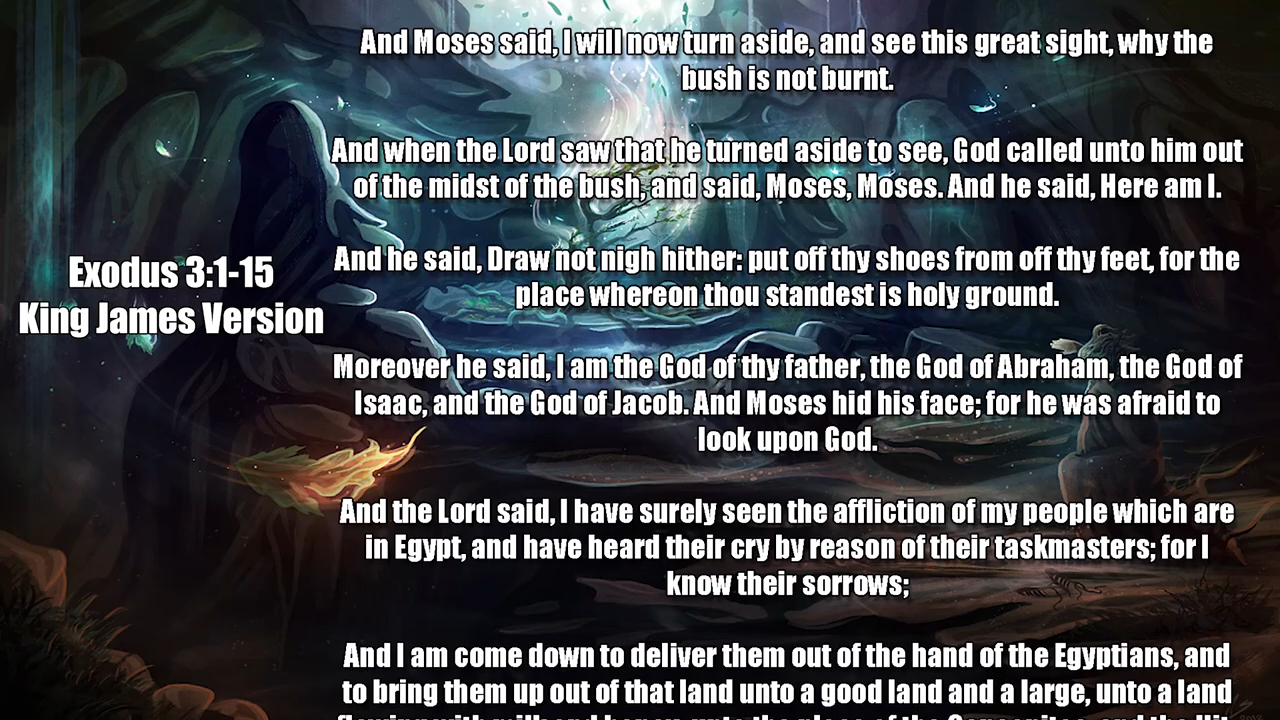 Exodus 3:1-15
King James Version
And Moses said, I will now turn aside, and see this great sight, why the
bush is not burnt.
And when the Lord saw that he turned aside to see, God called unto him out
of the midst of the bush, and said, Moses, Moses. And he said, Here am I.
And he said, Draw not nigh hither: put off thy shoes from off thy feet, for the
place whereon thou standest is holy ground.
Moreover he said, I am the God of thy father, the God of Abraham, the God of
Isaac, and the God of Jacob. And Moses hid his face; for he was afraid to
look upon God.
And the Lord said, I have surely seen the affliction of my people which are
in Egypt, and have heard their cry by reason of their taskmasters; for I
know their sorrows;
And I am come down to deliver them out of the hand of the Egyptians, and
to bring them up out of that land unto a good land and a large, unto a land